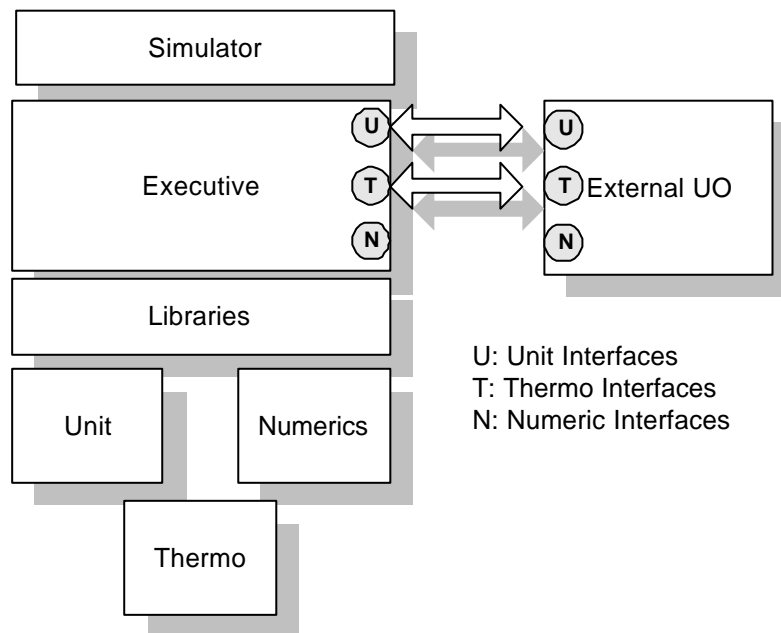 Simulator
U
U
Executive
T
T
External UO
N
N
Libraries
U: Unit Interfaces
T: Thermo Interfaces
N: Numeric Interfaces
Unit
Numerics
Thermo